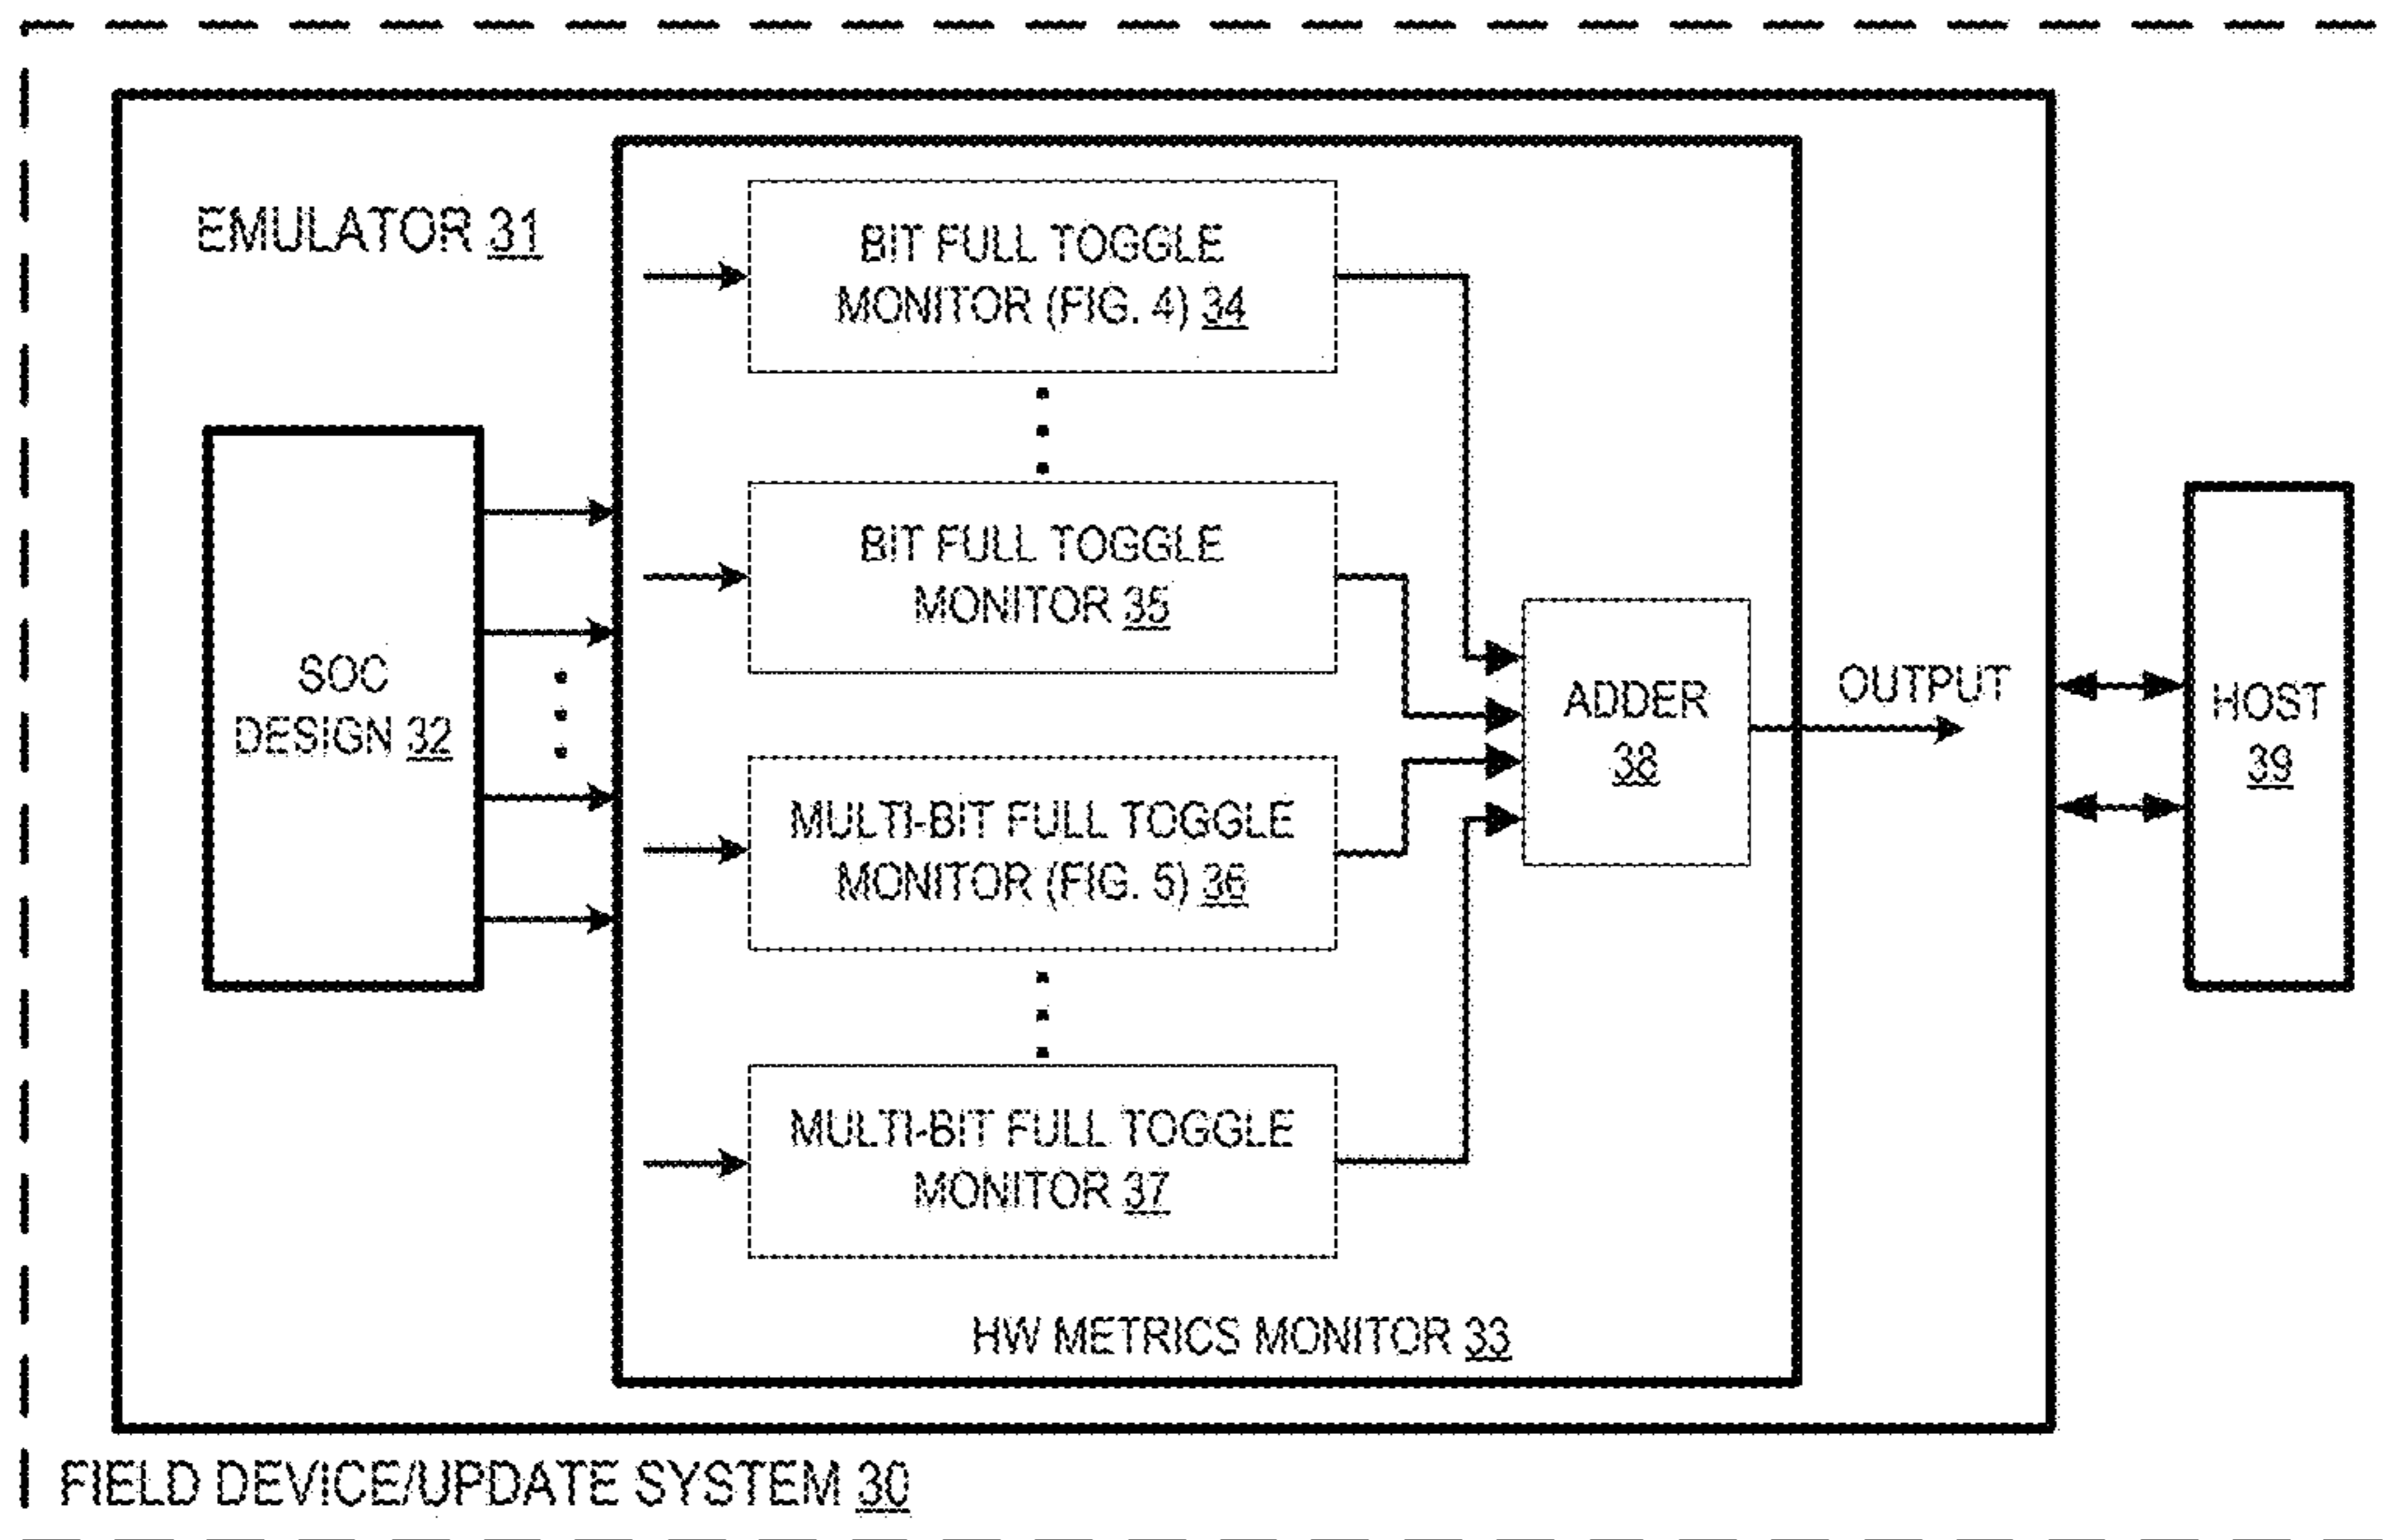 EMULATOR 31
BIT FULL TOGGLE
MONITOR (FIG. 4) 34
BIT FULL TOGGLE
MONITOR 35
SOC
DESIGN 32
ADDER
38
OUTPUT
HOST
39
MULTI-BIT FULL TOGGLE
MONITOR (FIG. 5) 36
MULTI-BIT FULL TOGGLE
MONITOR 37
HW METRICS MONITOR 33
FIELD DEVICE/UPDATE SYSTEM 30